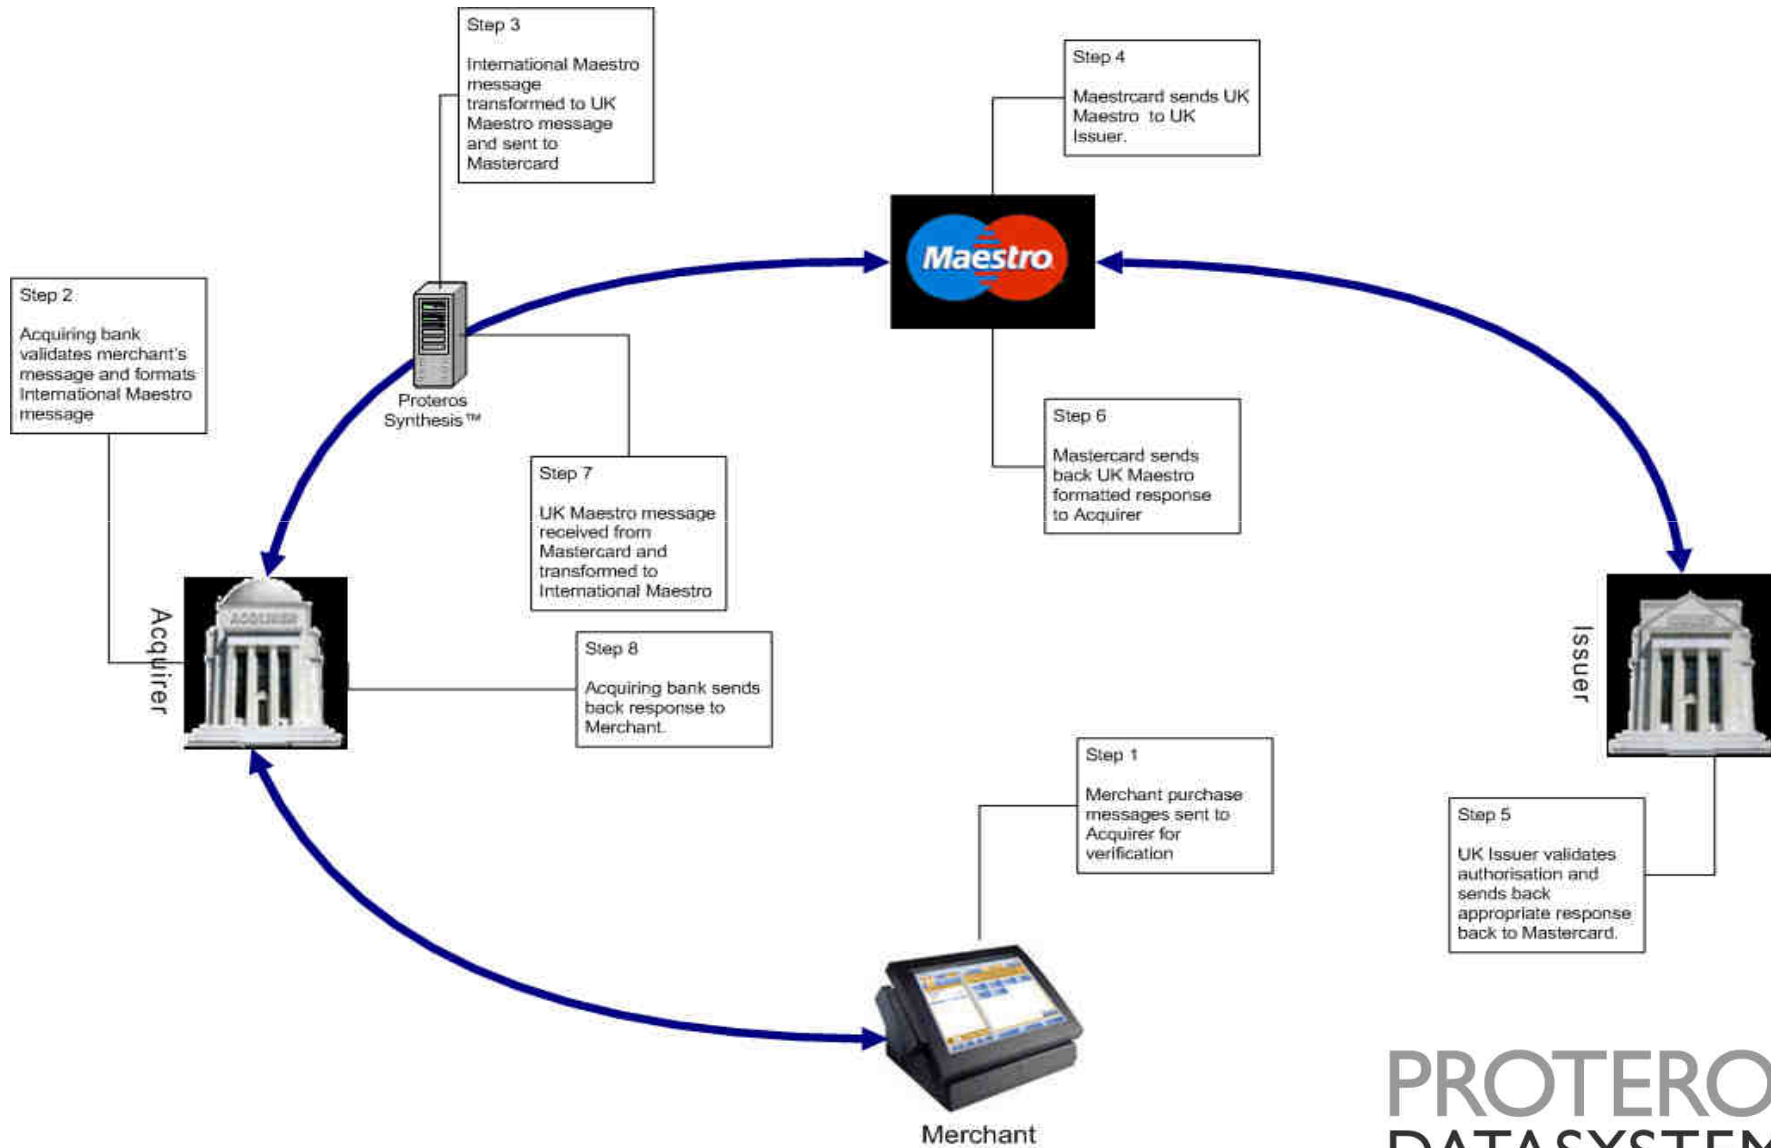 Step 3
International Maestro
message
transformed to UK
Maestro message
and sent to
Mastercard
Step 4
Maestrcard sends UK
Maestro to UK
Issuer.
Maestro
Step 2
Acquiring bank
validates merchant's
message and formats
International Maestro
message
Proteros
Synthesis™
Step 6
Mastercard sends
back UK Maestro
formatted response
to Acquirer
Step 7
UK Maestro message
received from
Mastercard and
transformed to
International Maestro
Acquirer
ACQUIRER
Step 8
Acquiring bank sends
back response to
Merchant.
Issuer
Step 1
Merchant purchase
messages sent to
Acquirer for
verification
Step 5
UK Issuer validates
authorisation and
sends back
appropriate response
back to Mastercard.
Merchant
PROTERO
DATASYSTEM